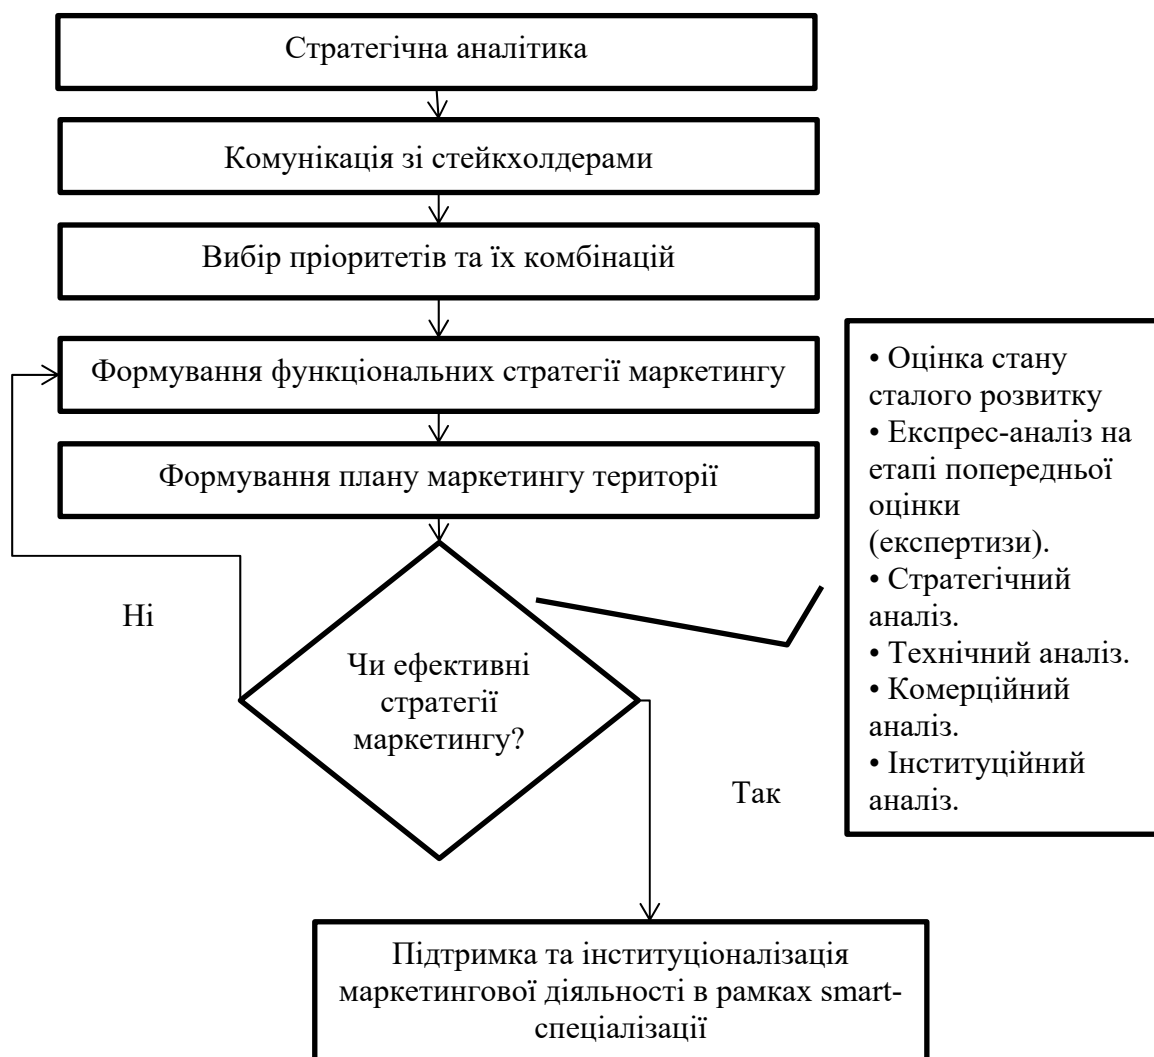 Стратегічна аналітика
Комунікація зі стейкхолдерами
Вибір пріоритетів та їх комбінацій
Формування функціональних стратегії маркетингу
Формування плану маркетингу території
Ні
Чи ефективні
стратегії
маркетингу?
Так
• Оцінка стану
сталого розвитку
• Експрес-аналіз на
етапі попередньої
оцінки
(експертизи).
• Стратегічний
аналіз.
• Технічний аналіз.
• Комерційний
аналіз.
• Інституційний
аналіз.
Підтримка та інституціоналізація
маркетингової діяльності в рамках smart-
спеціалізації